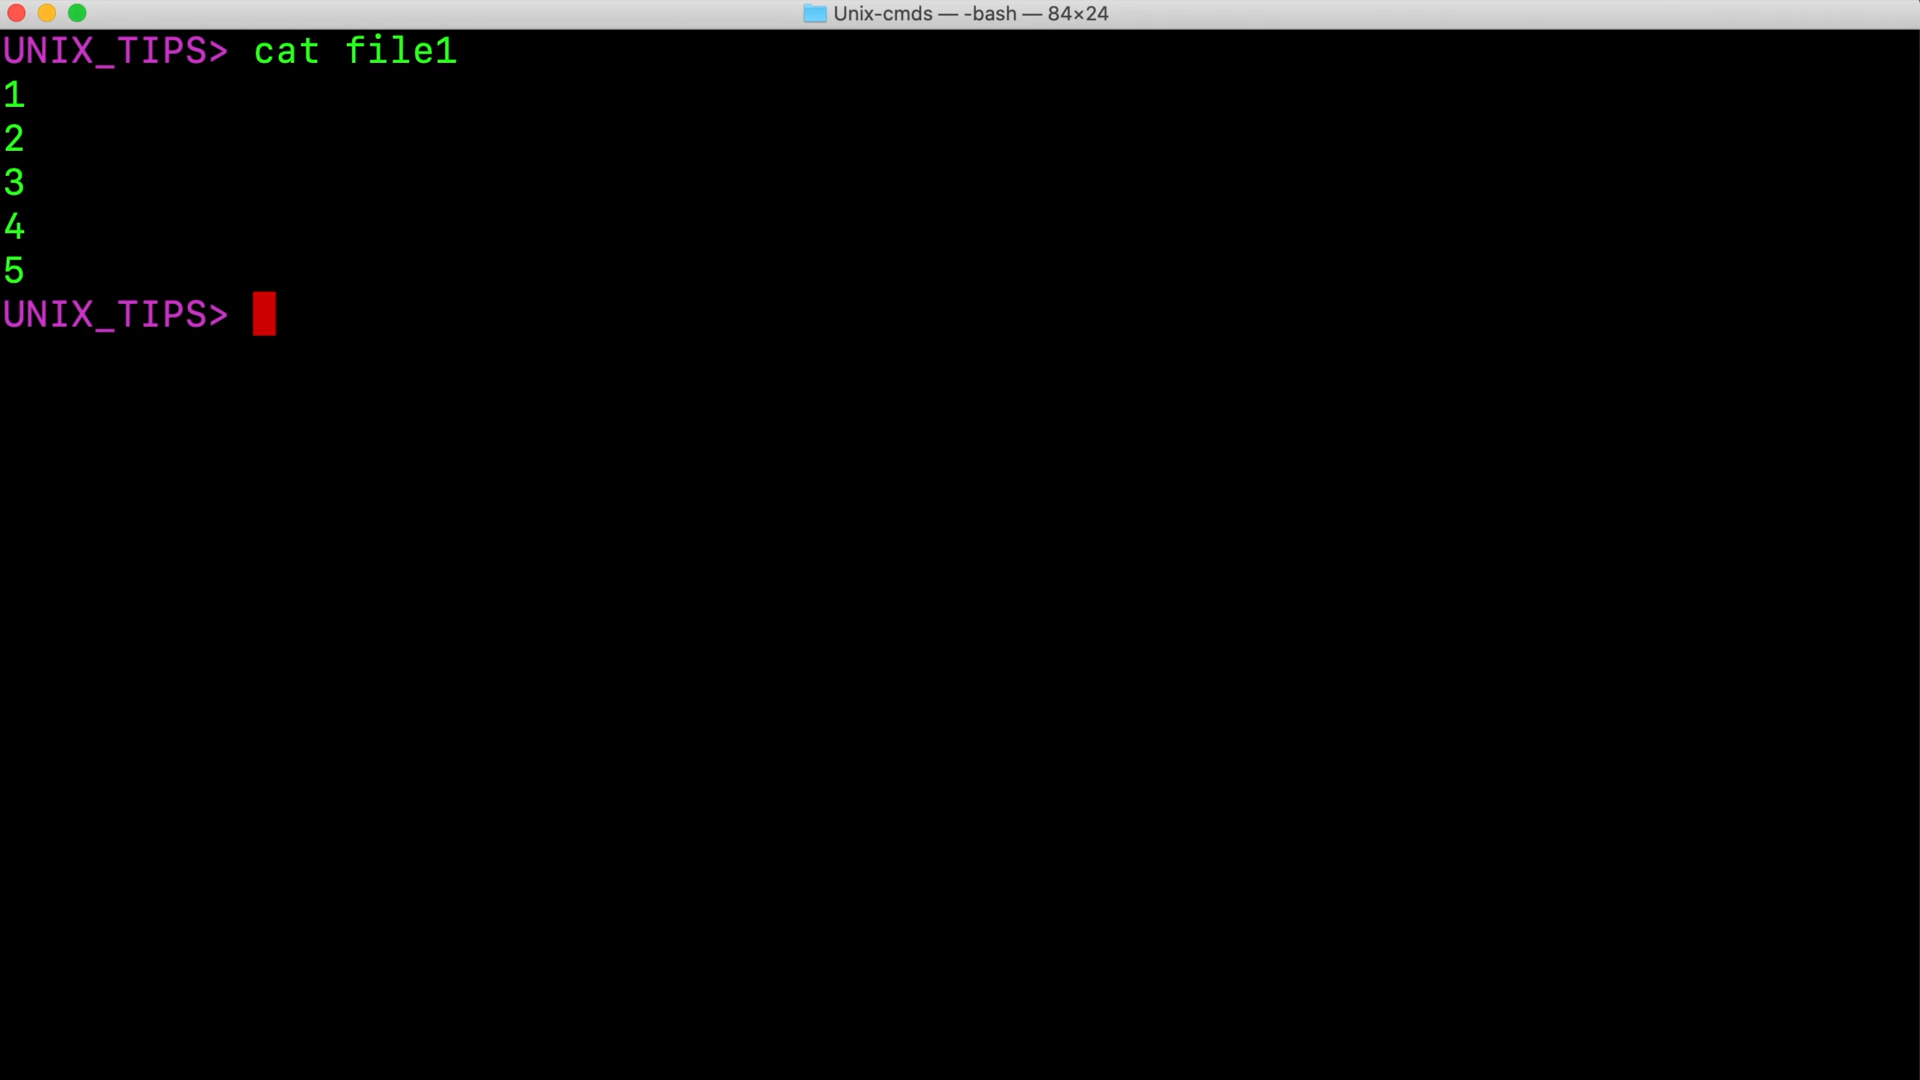 Unix-cmds — -bash — 84×24
UNIX_TIPS> cat file1
1
2
3
4
5
UNIX_TIPS>